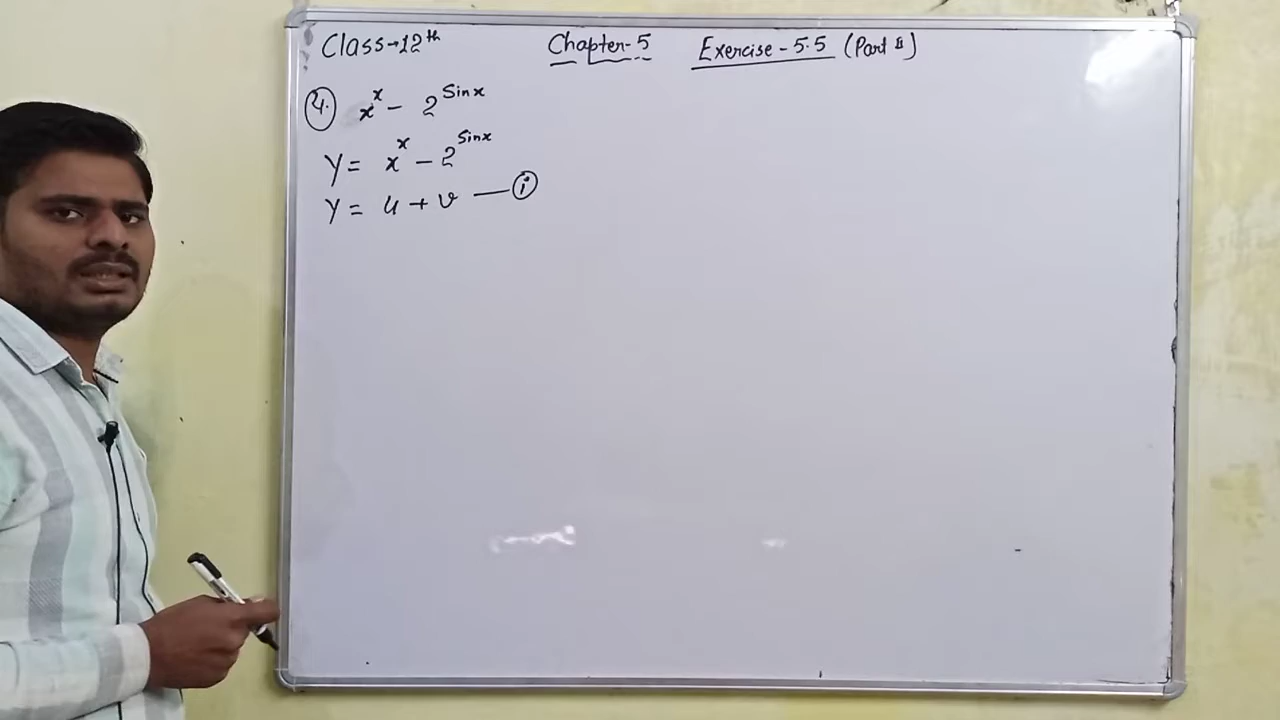 Class→12th Chapter-5 Exercise-5.5 (Part II)
4. x^x - 2^Sinx
Y = x^x - 2^Sinx
Y = u + v — i